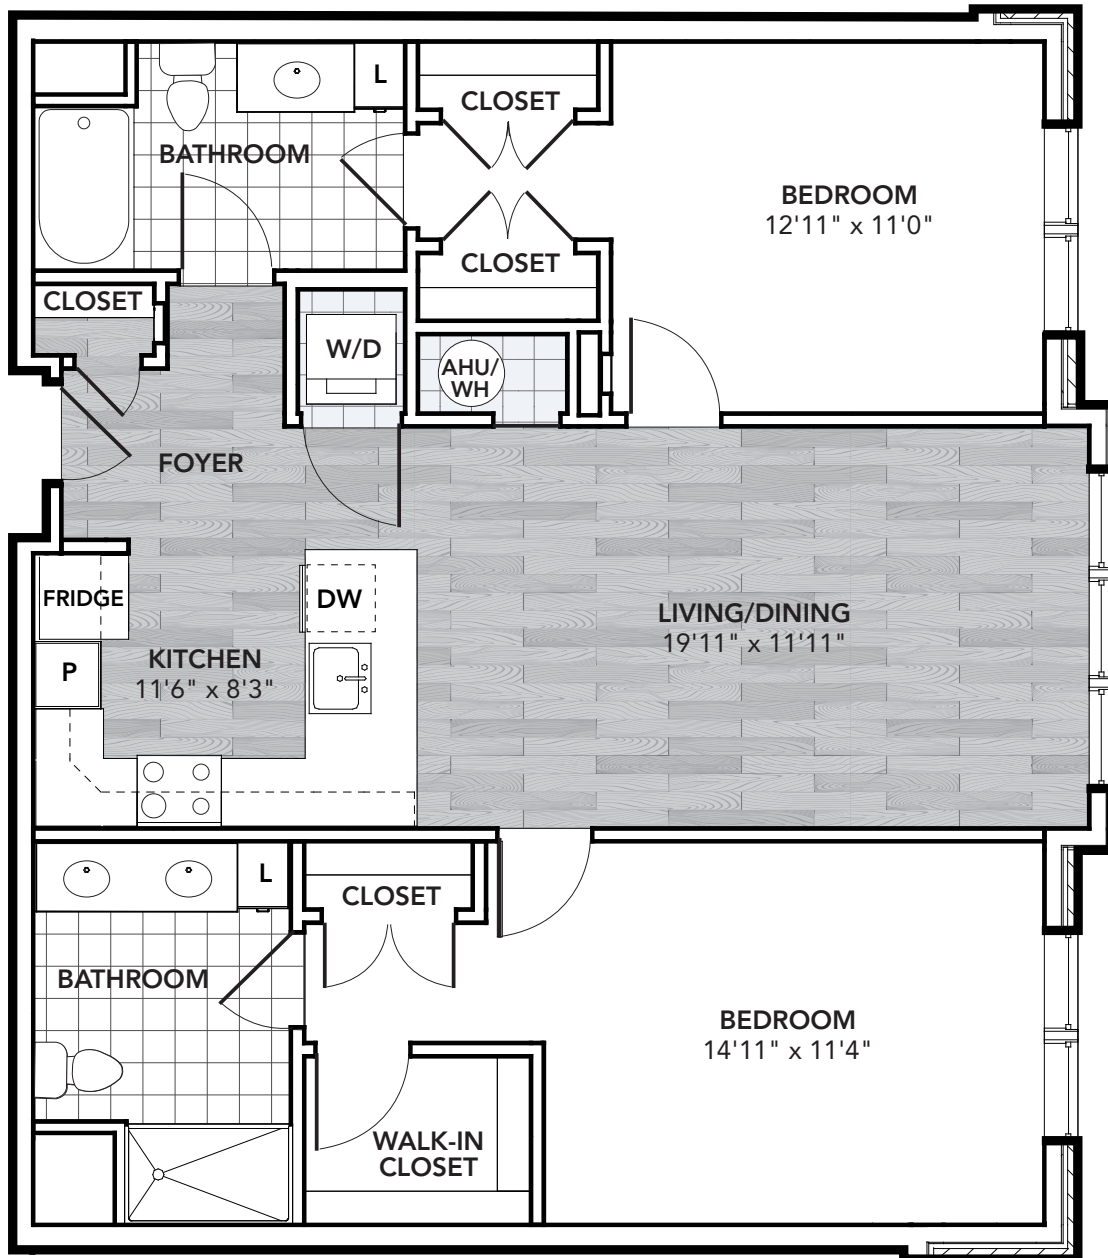 L
CLOSET
BATHROOM
BEDROOM
12'11" x 11'0"
CLOSET
CLOSET
W/D
AHU/
WH
FOYER
FRIDGE
DW
LIVING/DINING
19'11" x 11'11"
KITCHEN
11'6" x 8'3"
P
L
CLOSET
BATHROOM
BEDROOM
14'11" x 11'4"
WALK-IN
CLOSET